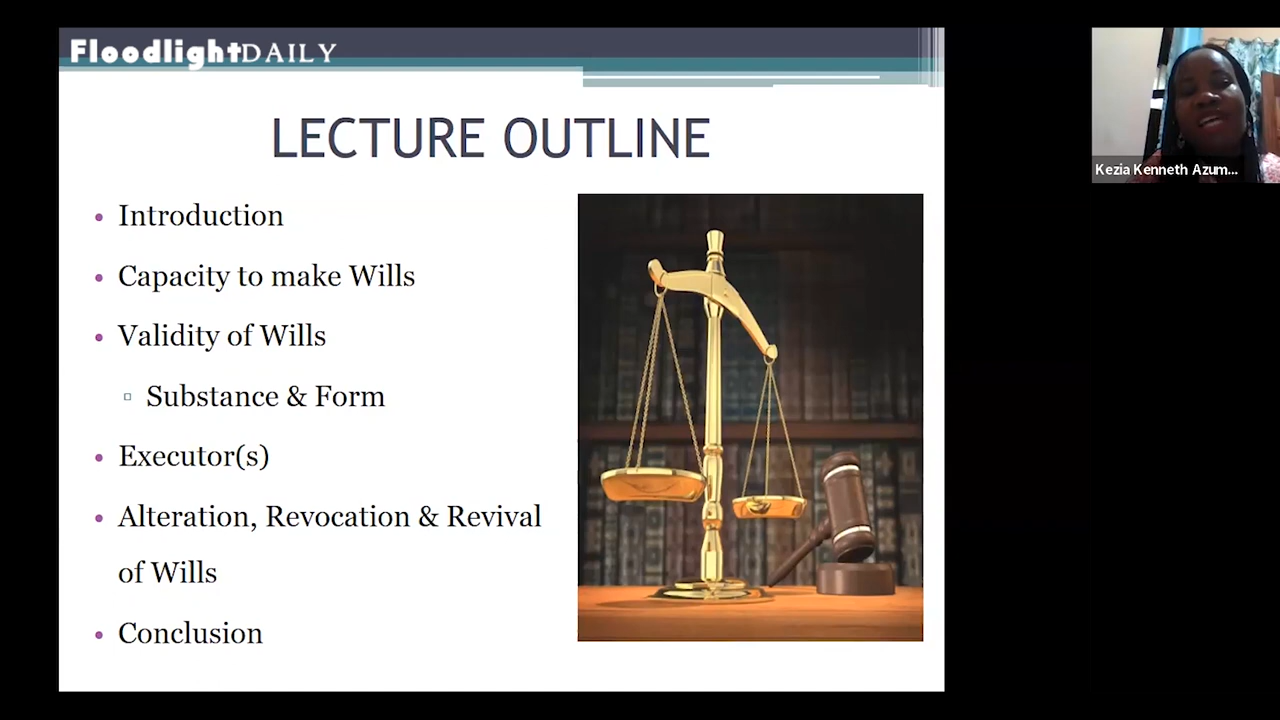 FloodlightDAILY
LECTURE OUTLINE
• Introduction
• Capacity to make Wills
• Validity of Wills
▫ Substance & Form
• Executor(s)
• Alteration, Revocation & Revival
of Wills
• Conclusion
Kezia Kenneth Azum...